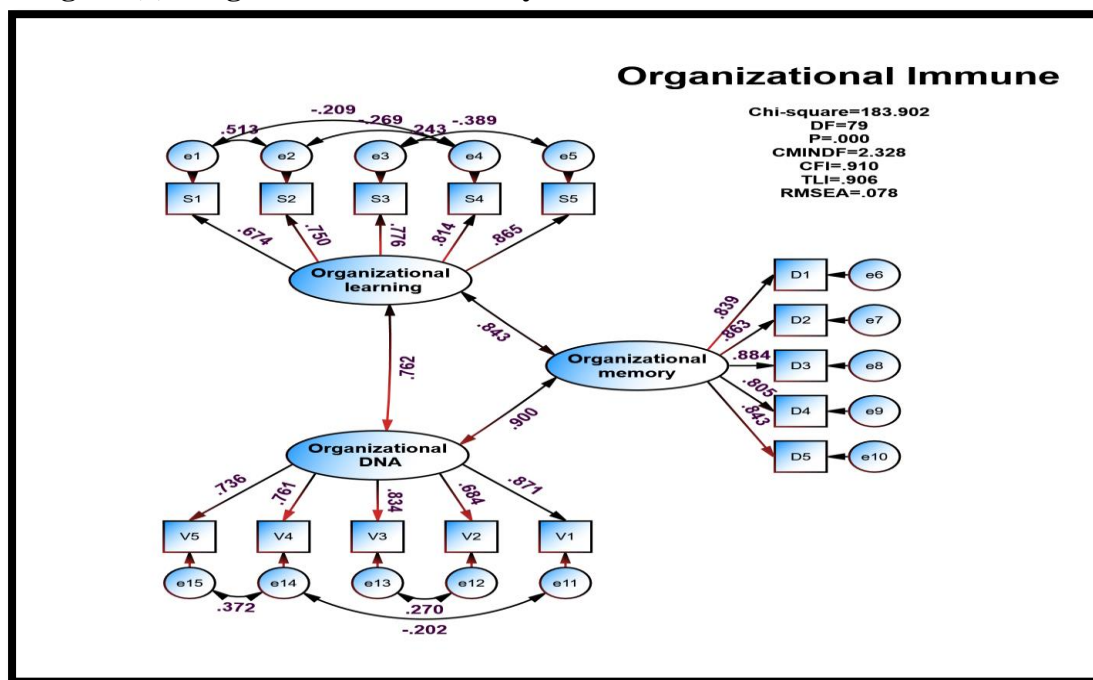 Organizational Immune
Chi-square=183.902
DF=79
P=.000
CMINDF=2.328
CFI=.910
TLI=.906
RMSEA=.078
-.209
.513
-.269
.243
-.389
e1
e2
e3
e4
e5
S1
S2
S3
S4
S5
.674
.750
.776
.814
.865
Organizational
learning
.843
D1
e6
.839
D2
e7
.863
Organizational
memory
.884
D3
e8
.805
D4
e9
.843
D5
e10
.900
Organizational
DNA
.736
.761
.834
.684
.871
V5
V4
V3
V2
V1
e15
e14
e13
e12
e11
.372
.270
-.202